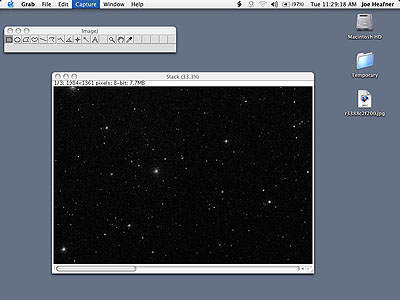 Grab File Edit Capture Window Help (97%) Tue 11:29:18 AM Joe Heafner
ImageJ
Macintosh HD
Stack (33.3%)
1/3; 1984x1361 pixels; 8-bit; 7.7MB
Temporary
r3388c2f200.jpg